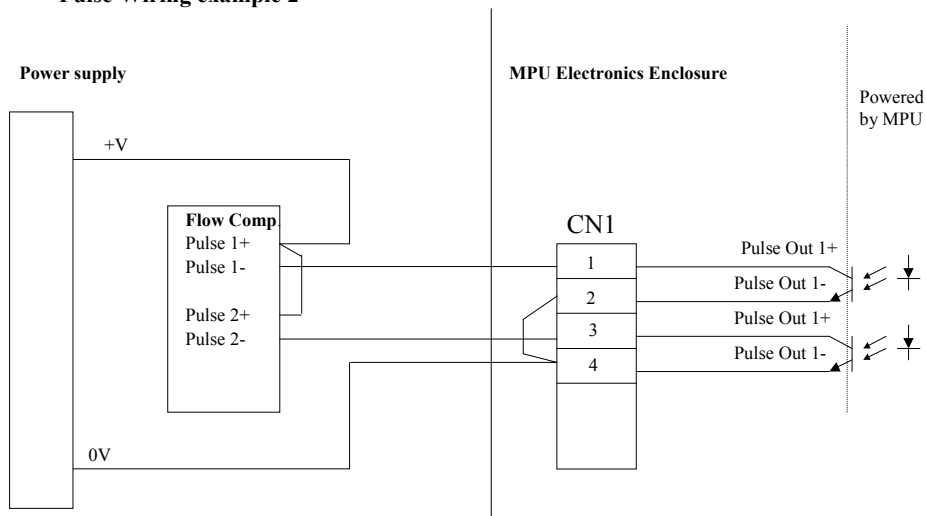 Pulse Wiring example 2
Power supply
MPU Electronics Enclosure
Powered
by MPU
+V
Flow Comp.
Pulse 1+
Pulse 1-
Pulse 2+
Pulse 2-
0V
CN1
1
2
3
4
Pulse Out 1+
Pulse Out 1-
Pulse Out 1+
Pulse Out 1-